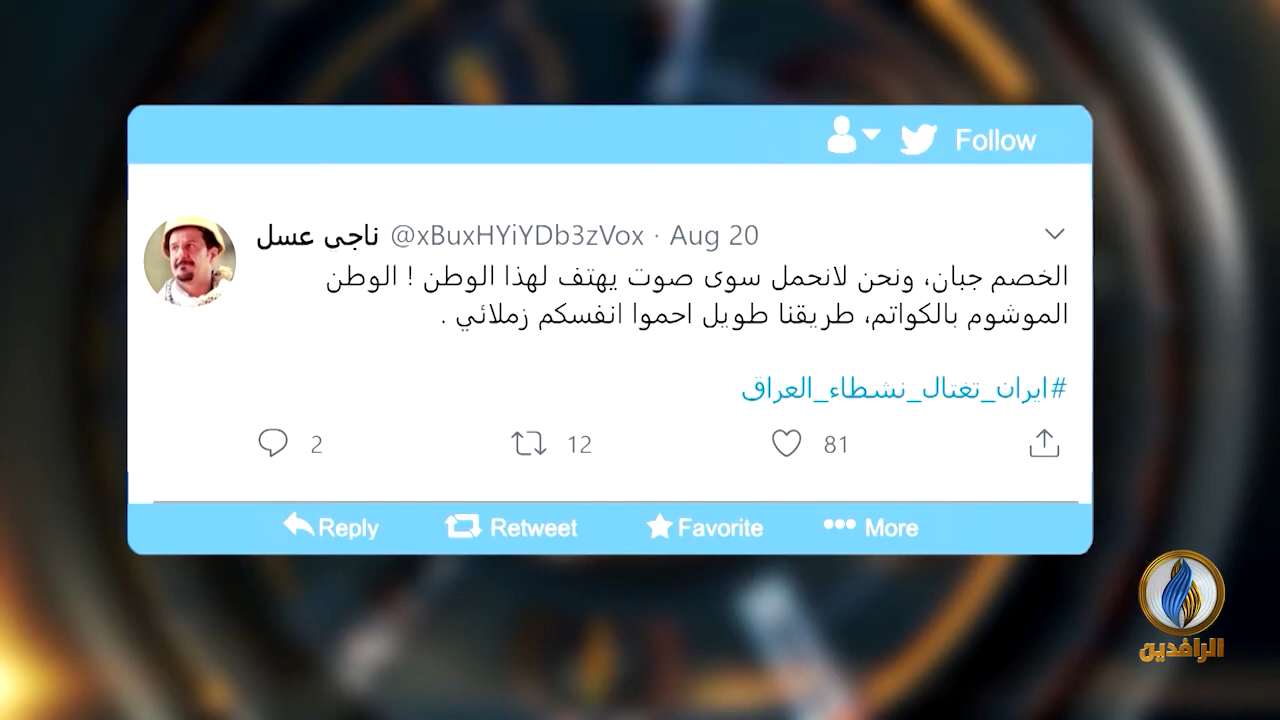 Follow
ناجي عسل @xBuxHYiYDb3zVox · Aug 20
الخصم جبان، ونحن لانحمل سوى صوت يهتف لهذا الوطن ! الوطن
الموشوم بالكواتم، طريقنا طويل احموا انفسكم زملائي .
#ايران_تغتال_نشطاء_العراق
2 12 81
Reply Retweet Favorite More
الرافدين